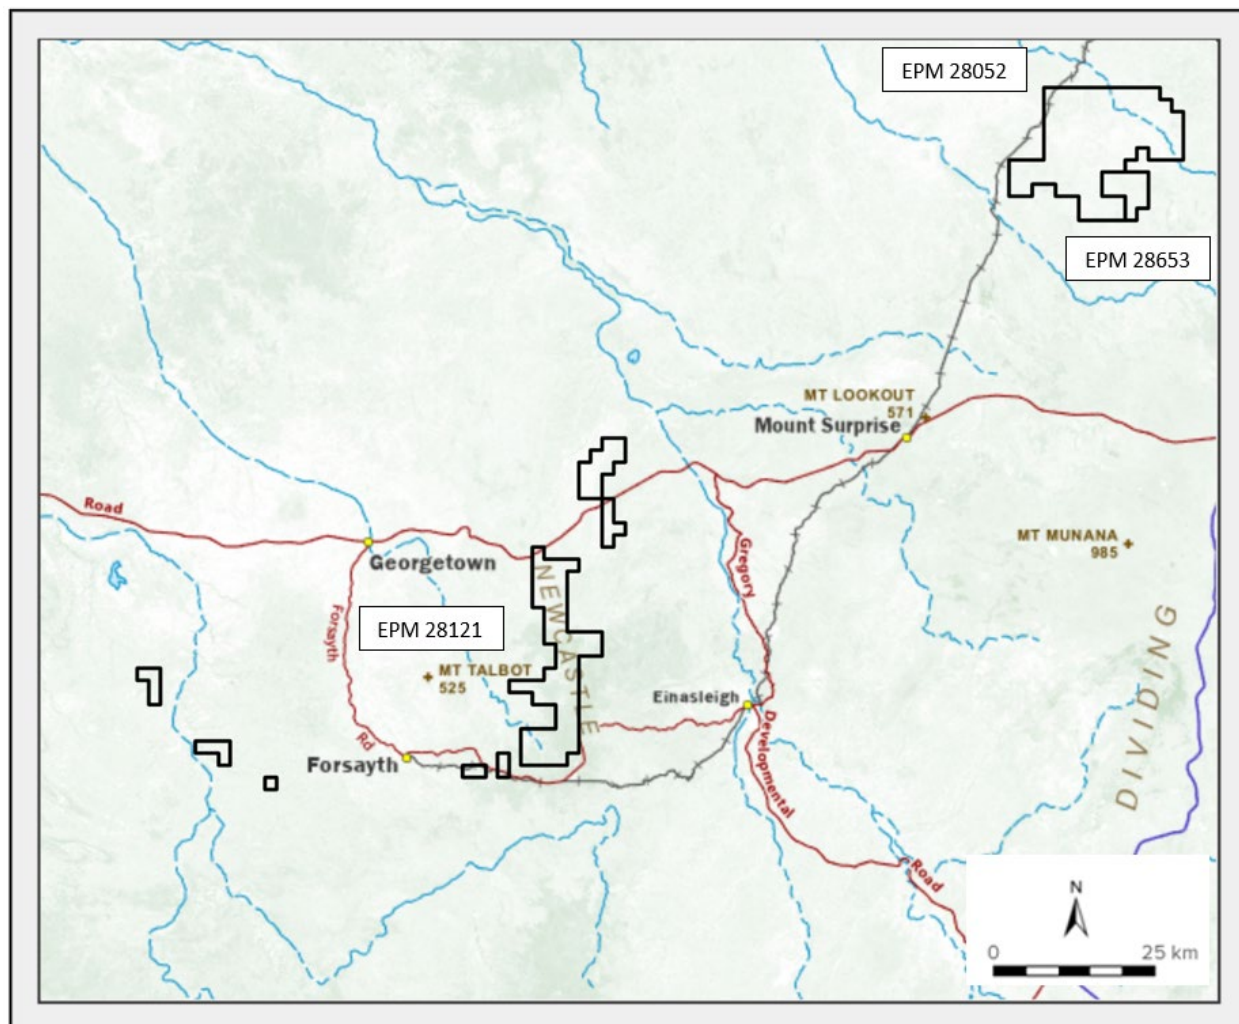 EPM 28052
EPM 28653
MT LOOKOUT
571
Mount Surprise
Road
Georgetown
Gregory
MT MUNANA
985
NEWCASTLE
Forsayth
EPM 28121
MT TALBOT
525
DIVIDING
Einasleigh
Rd
Forsayth
Developmental
Road
N
0 25 km